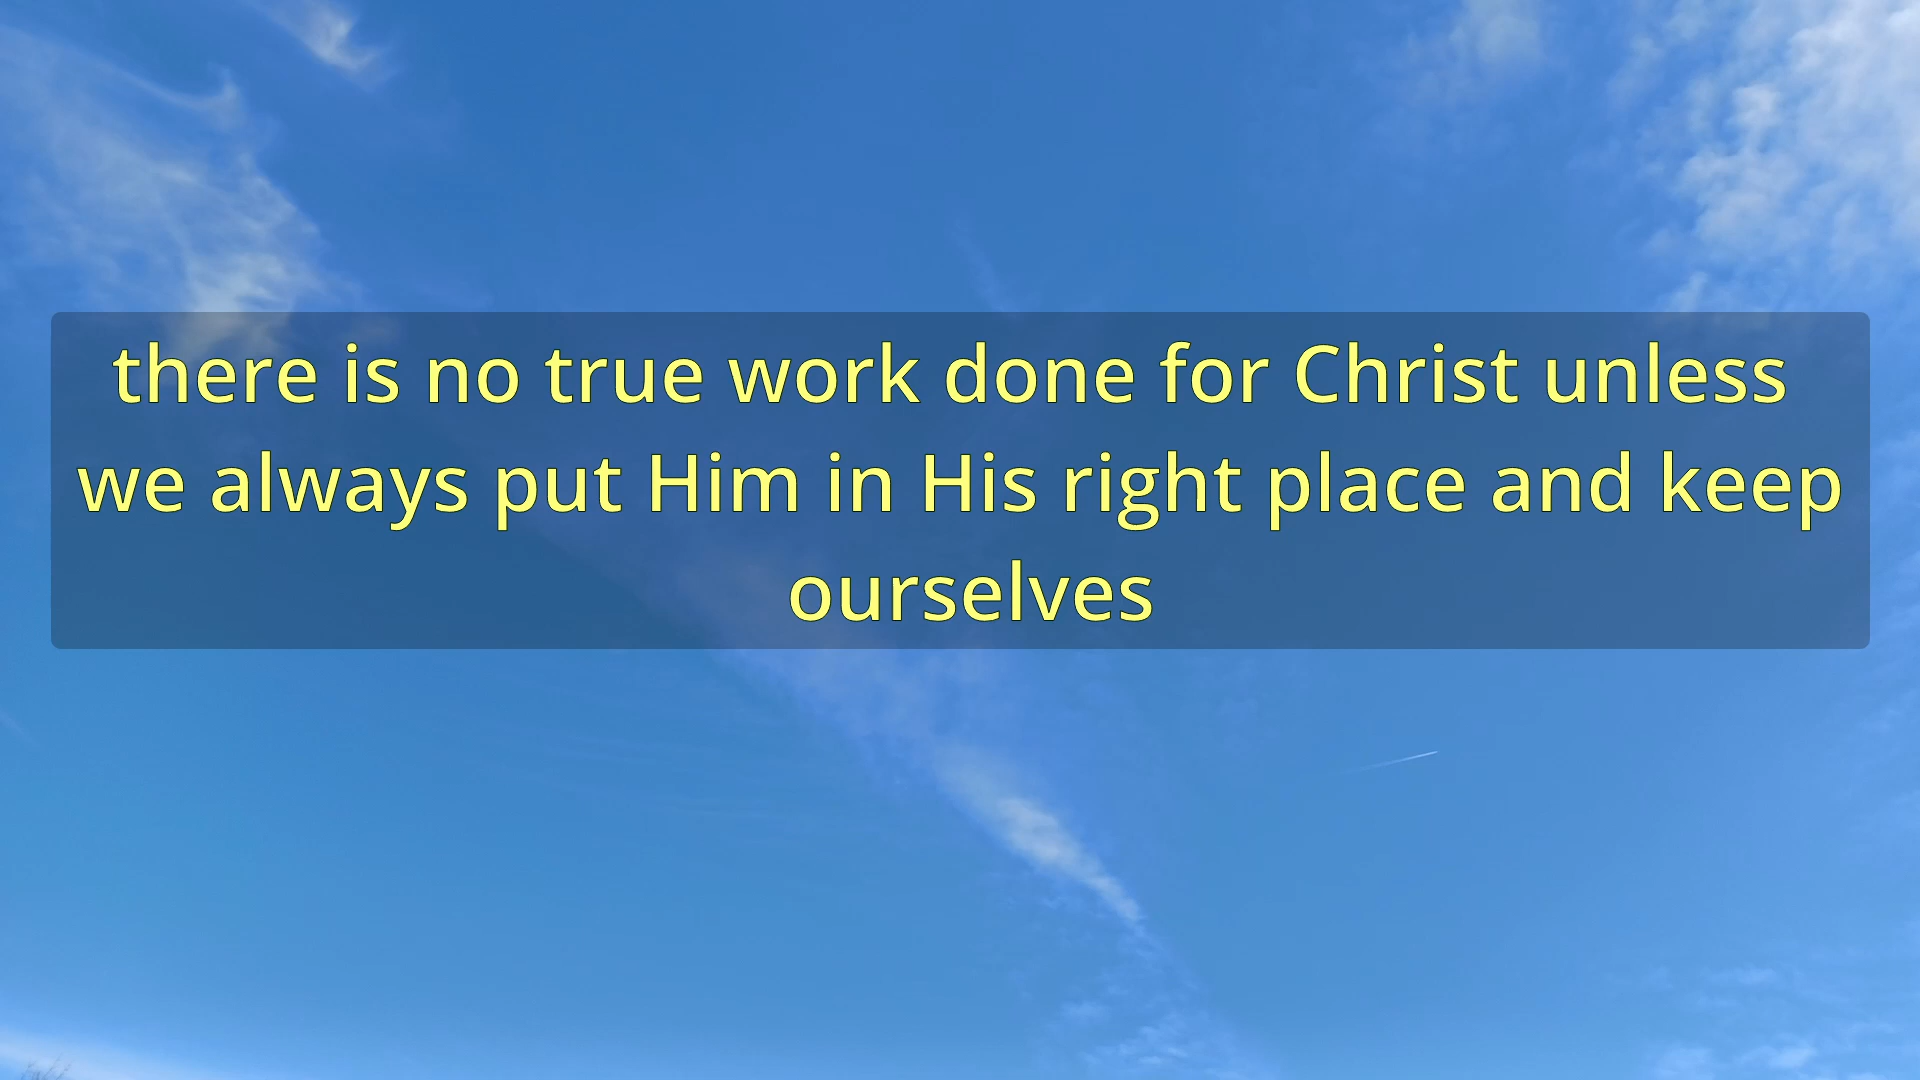 there is no true work done for Christ unless
we always put Him in His right place and keep
ourselves